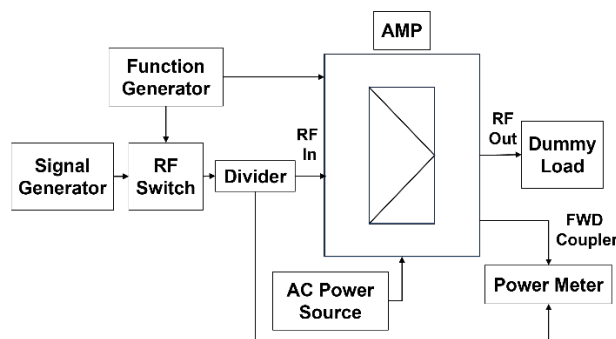 AMP
Function
Generator
RF
In
RF
Out
Dummy
Load
Signal
Generator
RF
Switch
Divider
FWD
Coupler
AC Power
Source
Power Meter